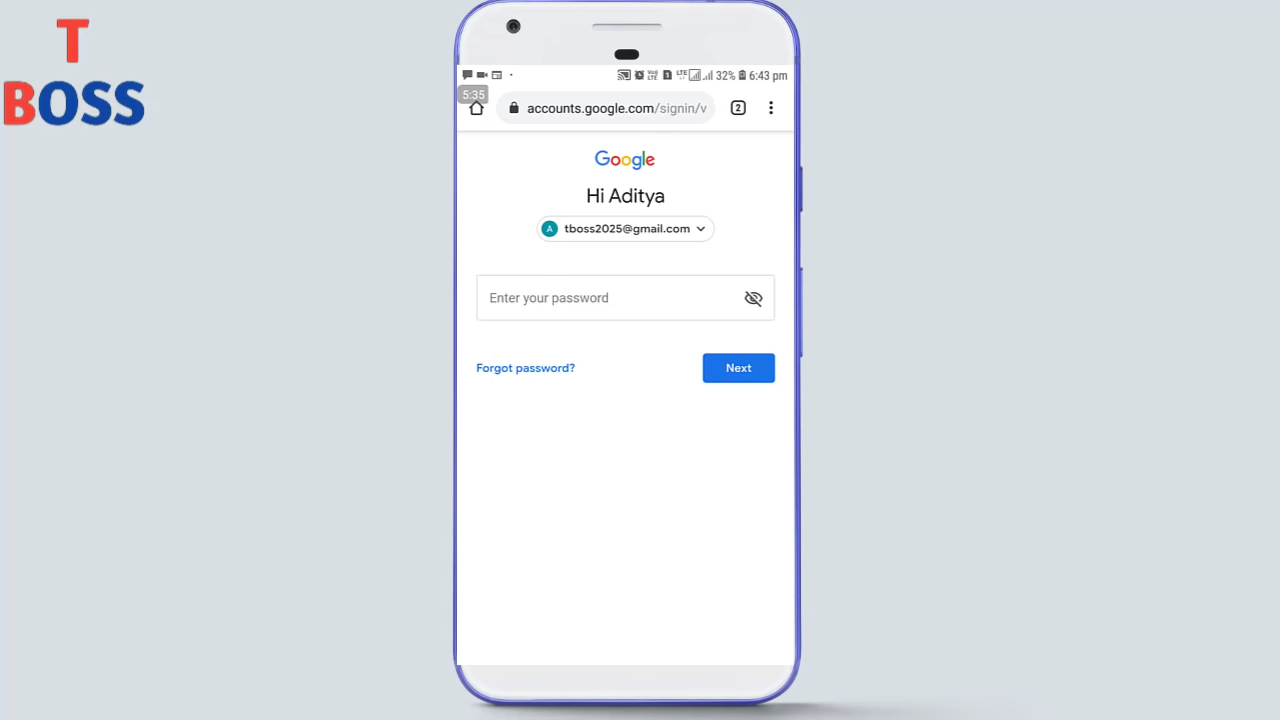 T
BOSS
32% 6:43 pm
5:35
accounts.google.com/signin/v
2
Google
Hi Aditya
A tboss2025@gmail.com
Enter your password
Forgot password?
Next